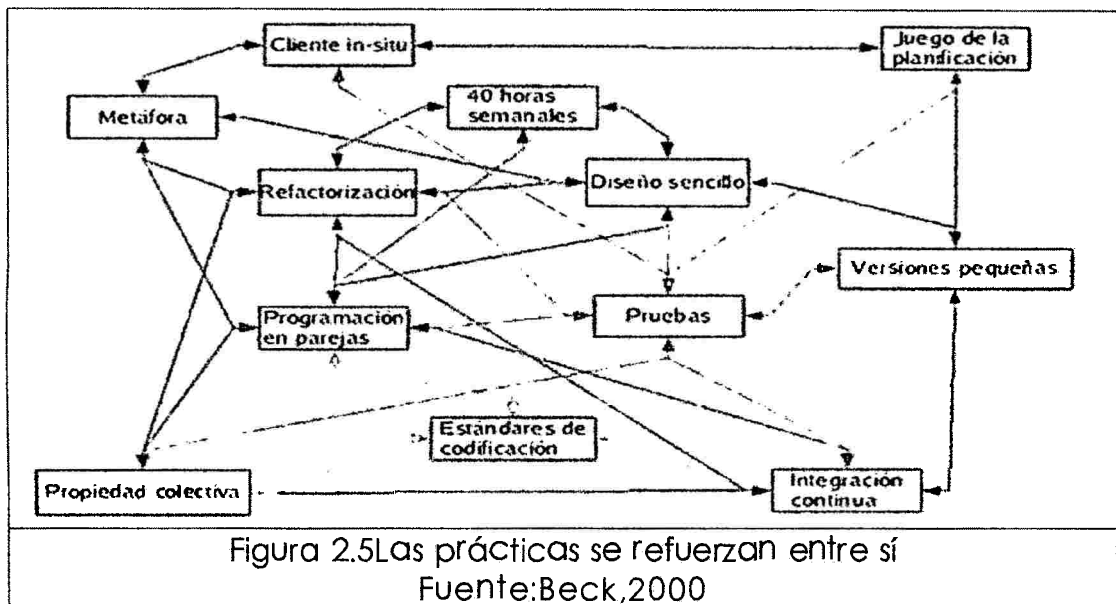 Cliente in-situ
Juego de la
planificación
40 horas
semanales
Metáfora
Refactorización
Diseño sencillo
Versiones pequeñas
Programación
en parejas
Pruebas
Estándares de
codificación
Propiedad colectiva
Integración
continua
Figura 2.5Las prácticas se refuerzan entre sí
Fuente:Beck,2000